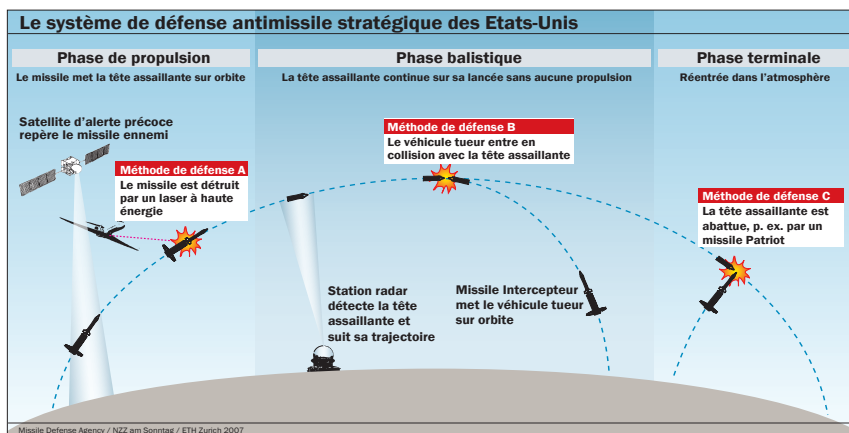 Le système de défense antimissile stratégique des Etats-Unis
Phase de propulsion
Le missile met la tête assaillante sur orbite
Phase balistique
La tête assaillante continue sur sa lancée sans aucune propulsion
Phase terminale
Réentrée dans l'atmosphère
Satellite d'alerte précoce
repère le missile ennemi
Méthode de défense A
Le missile est détruit
par un laser à haute
énergie
Méthode de défense B
Le véhicule tueur entre en
collision avec la tête assaillante
Méthode de défense C
La tête assaillante est
abattue, p. ex. par un
missile Patriot
Station radar
détecte la tête
assaillante et
suit sa trajectoire
Missile Intercepteur
met le véhicule tueur
sur orbite
Missile Defense Agency / NZZ am Sonntag / ETH Zurich 2007